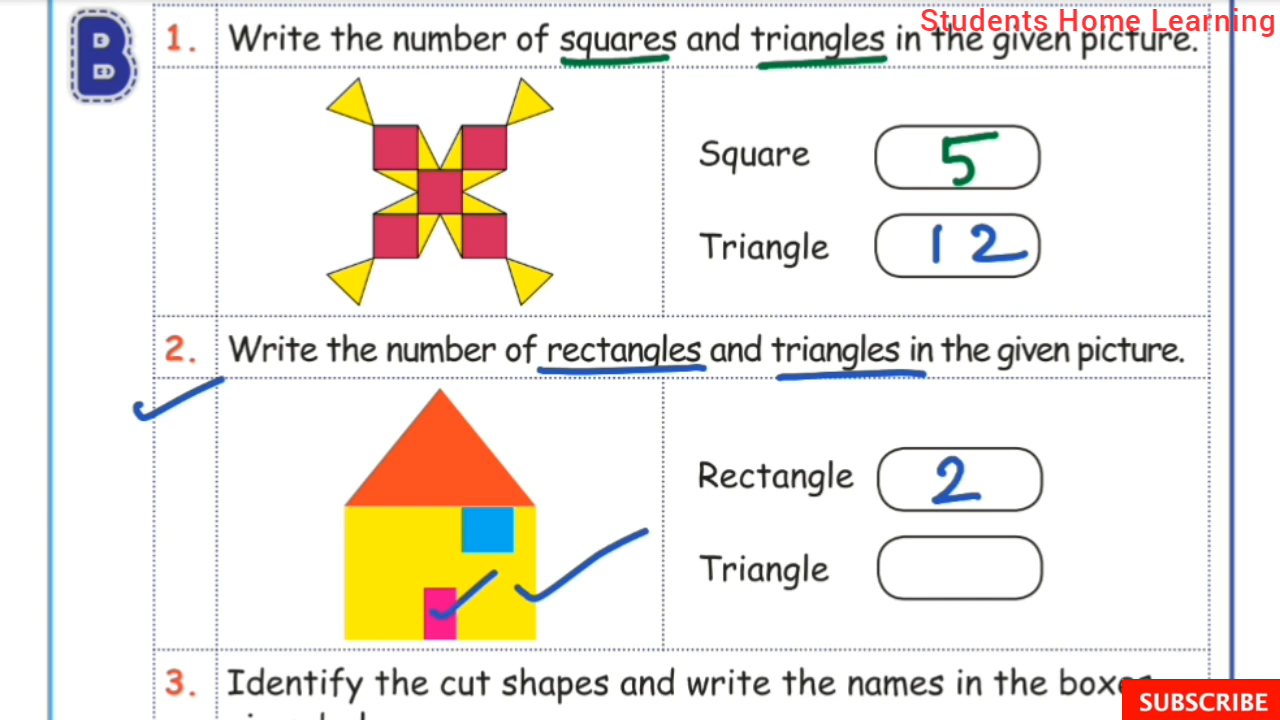 Students Home Learning
B
1. Write the number of squares and triangles in the given picture.
Square 5
Triangle 12
2. Write the number of rectangles and triangles in the given picture.
Rectangle 2
Triangle
3. Identify the cut shapes and write the names in the boxes
SUBSCRIBE